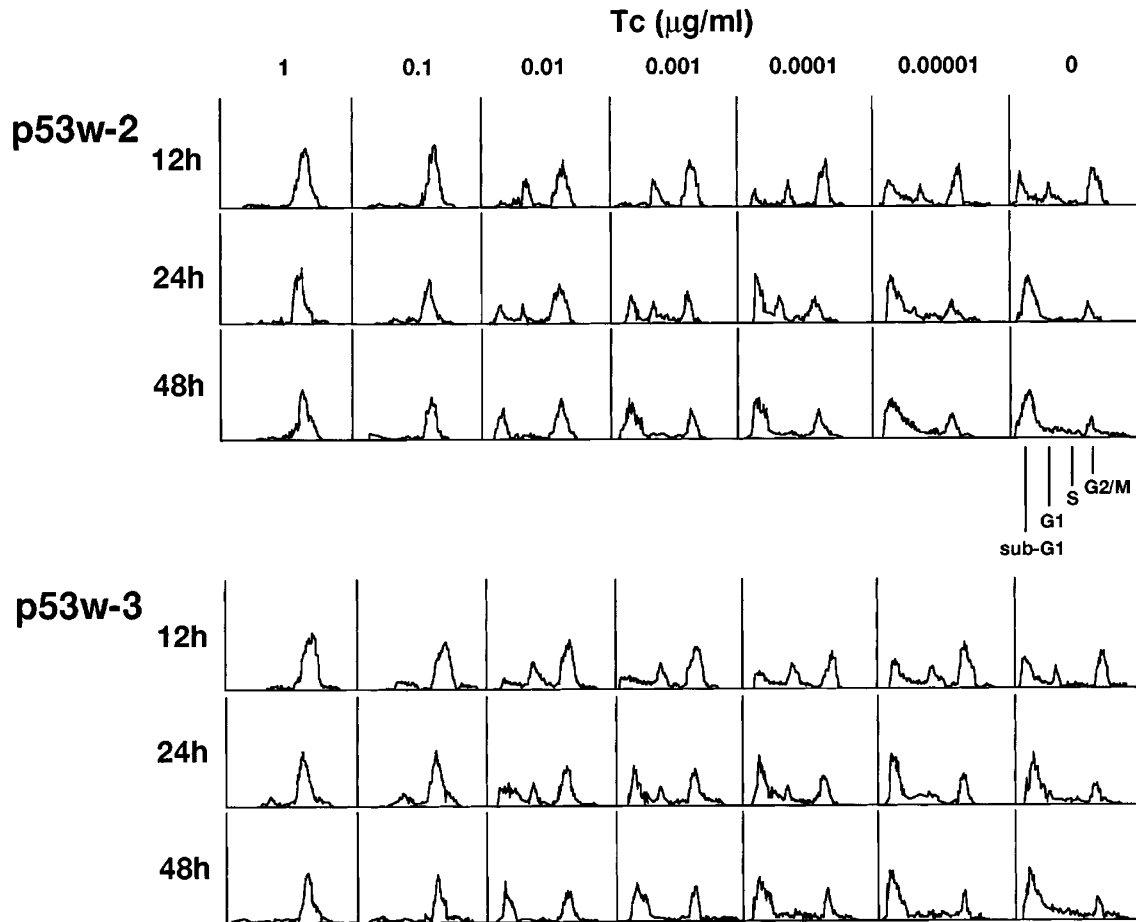 Tc (μg/ml)
1 0.1 0.01 0.001 0.0001 0.00001 0
p53w-2
12h
24h
48h
G2/M
S
G1
sub-G1
p53w-3
12h
24h
48h